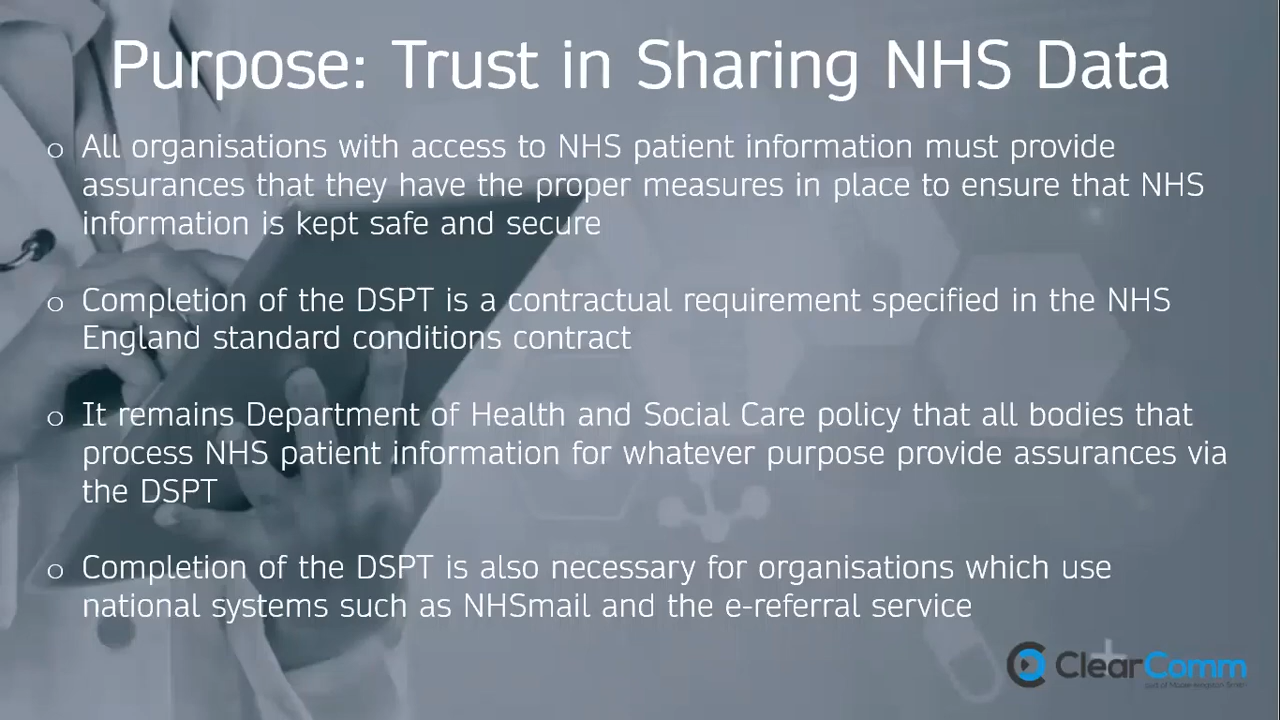 Purpose: Trust in Sharing NHS Data
o All organisations with access to NHS patient information must provide
assurances that they have the proper measures in place to ensure that NHS
information is kept safe and secure
o Completion of the DSPT is a contractual requirement specified in the NHS
England standard conditions contract
o It remains Department of Health and Social Care policy that all bodies that
process NHS patient information for whatever purpose provide assurances via
the DSPT
o Completion of the DSPT is also necessary for organisations which use
national systems such as NHSmail and the e-referral service
ClearComm
part of